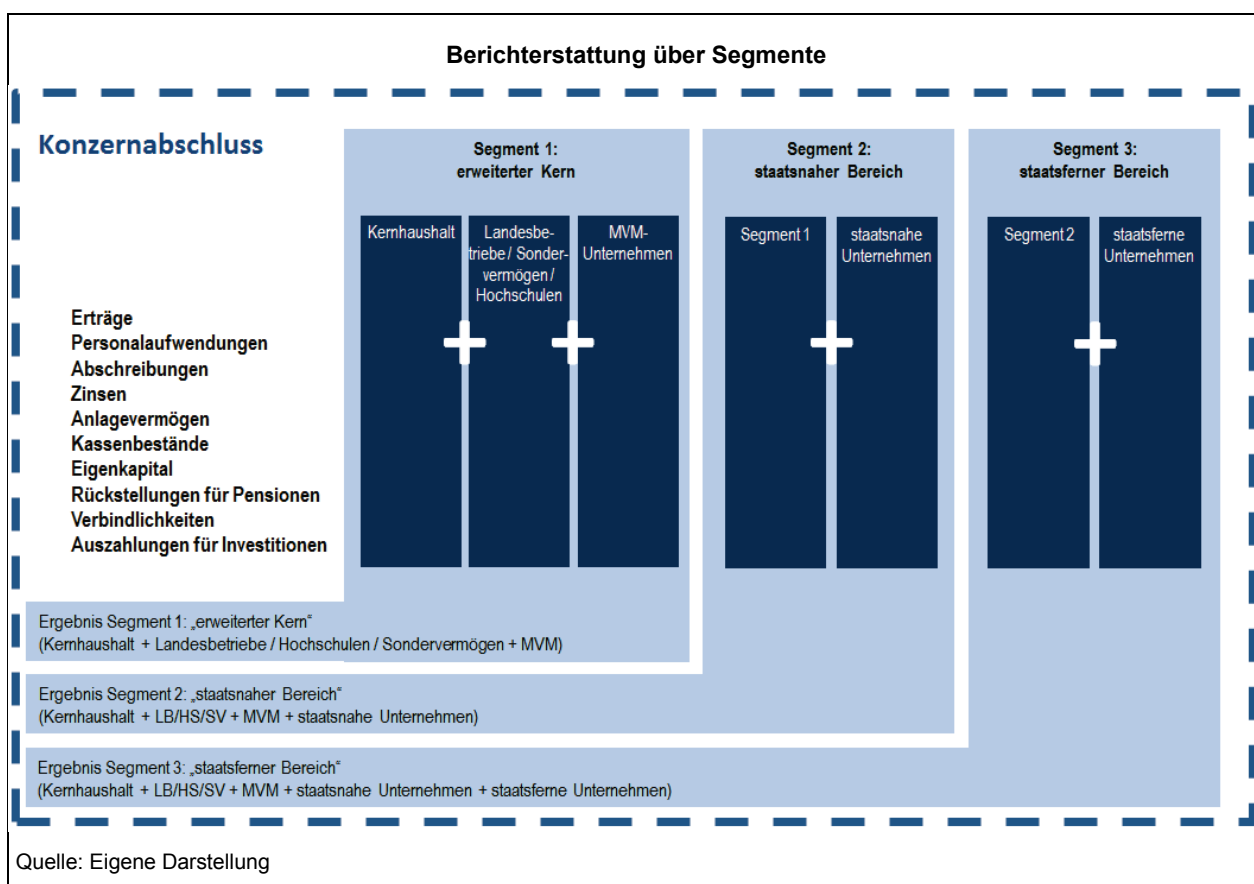 Berichterstattung über Segmente
Konzernabschluss
Segment 1:
erweiterter Kern
Segment 2:
staatsnaher Bereich
Segment 3:
staatsferner Bereich
Kernhaushalt
Landesbe-
triebe / Sonder-
vermögen /
Hochschulen
MVM-
Unternehmen
Segment 1
staatsnahe
Unternehmen
Segment 2
staatsferne
Unternehmen
Erträge
Personalaufwendungen
Abschreibungen
Zinsen
Anlagevermögen
Kassenbestände
Eigenkapital
Rückstellungen für Pensionen
Verbindlichkeiten
Auszahlungen für Investitionen
Ergebnis Segment 1: „erweiterter Kern“
(Kernhaushalt + Landesbetriebe / Hochschulen / Sondervermögen + MVM)
Ergebnis Segment 2: „staatsnaher Bereich“
(Kernhaushalt + LB/HS/SV + MVM + staatsnahe Unternehmen)
Ergebnis Segment 3: „staatsferner Bereich“
(Kernhaushalt + LB/HS/SV + MVM + staatsnahe Unternehmen + staatsferne Unternehmen)
Quelle: Eigene Darstellung